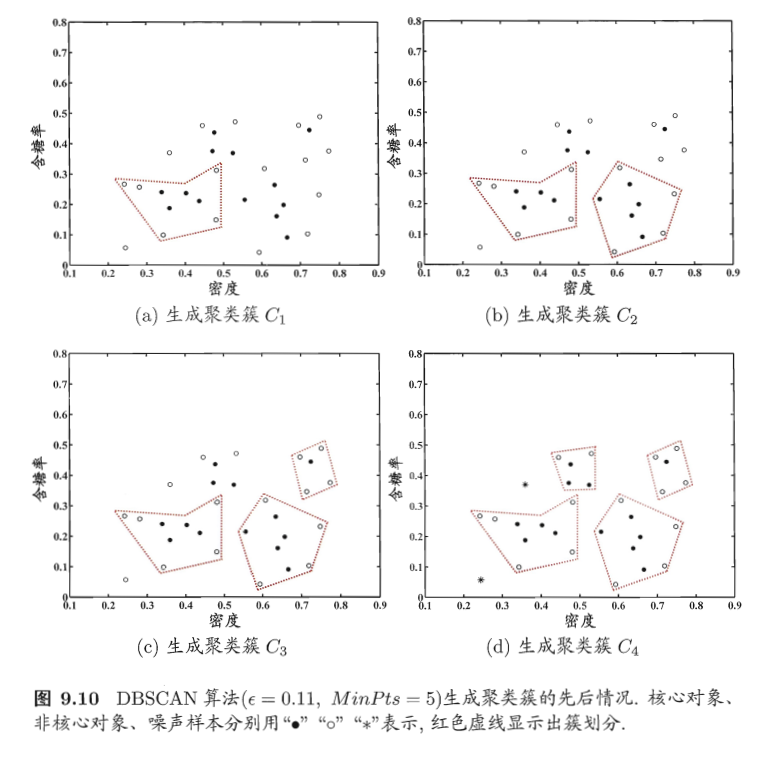 0.8
0.7
0.6
0.5
0.4
0.3
0.2
0.1
0
含糖率
0.1 0.2 0.3 0.4 0.5 0.6 0.7 0.8 0.9
密度
(a) 生成聚类簇 C₁
0.8
0.7
0.6
0.5
0.4
0.3
0.2
0.1
0
含糖率
0.1 0.2 0.3 0.4 0.5 0.6 0.7 0.8 0.9
密度
(b) 生成聚类簇 C₂
0.8
0.7
0.6
0.5
0.4
0.3
0.2
0.1
0
含糖率
0.1 0.2 0.3 0.4 0.5 0.6 0.7 0.8 0.9
密度
(c) 生成聚类簇 C₃
0.8
0.7
0.6
0.5
0.4
0.3
0.2
0.1
0
含糖率
0.1 0.2 0.3 0.4 0.5 0.6 0.7 0.8 0.9
密度
(d) 生成聚类簇 C₄
图 9.10 DBSCAN 算法(ϵ = 0.11, MinPts = 5)生成聚类簇的先后情况. 核心对象、
非核心对象、噪声样本分别用“●”“○”“*”表示, 红色虚线显示出簇划分.